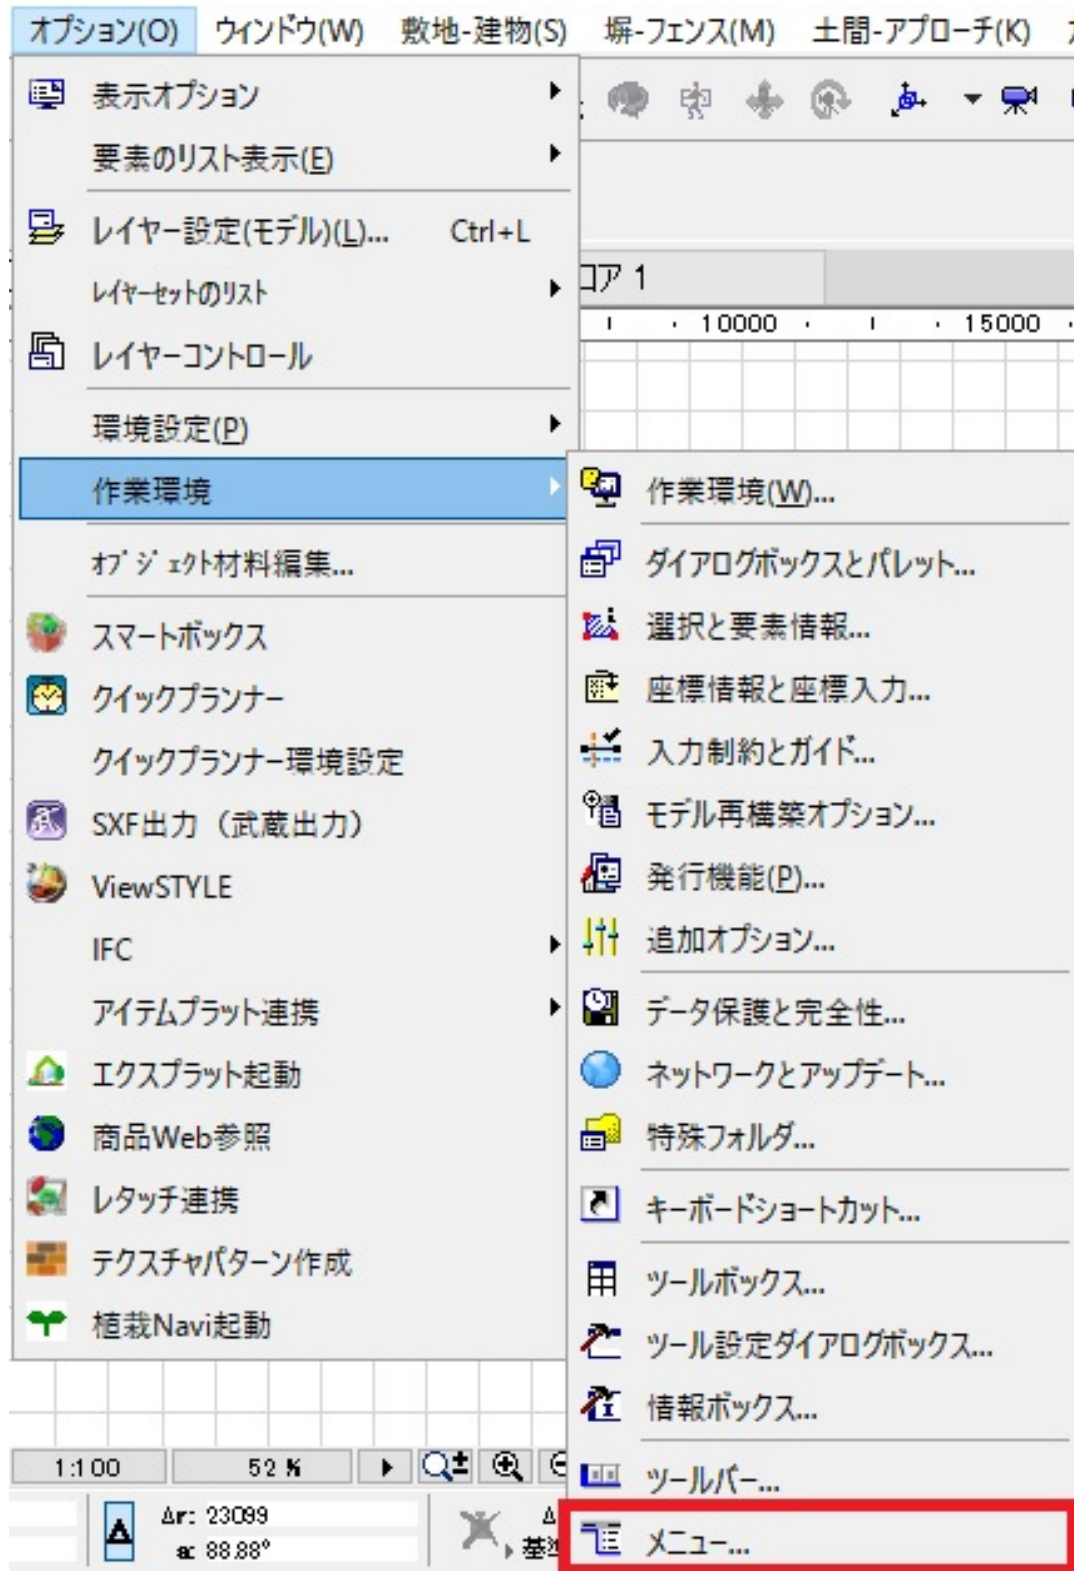 オプション(O) ウィンドウ(W) 敷地-建物(S) 塀-フェンス(M) 土間-アプローチ(K)
表示オプション
要素のリスト表示(E)
レイヤー設定(モデル)(L)... Ctrl+L
レイヤーセットのリスト
レイヤーコントロール
環境設定(P)
作業環境
オブジェクト材料編集...
スマートボックス
クイックプランナー
クイックプランナー環境設定
SXF出力（武蔵出力）
ViewSTYLE
IFC
アイテムプラット連携
エクスプラット起動
商品Web参照
レタッチ連携
テクスチャパターン作成
植栽Navi起動
ロア 1
10000 15000
作業環境(W)...
ダイアログボックスとパレット...
選択と要素情報...
座標情報と座標入力...
入力制約とガイド...
モデル再構築オプション...
発行機能(P)...
追加オプション...
データ保護と完全性...
ネットワークとアップデート...
特殊フォルダ...
キーボードショートカット...
ツールボックス...
ツール設定ダイアログボックス...
情報ボックス...
ツールバー...
メニュー...
1:100 52 %
Δr: 23099
a: 88.88°
基準